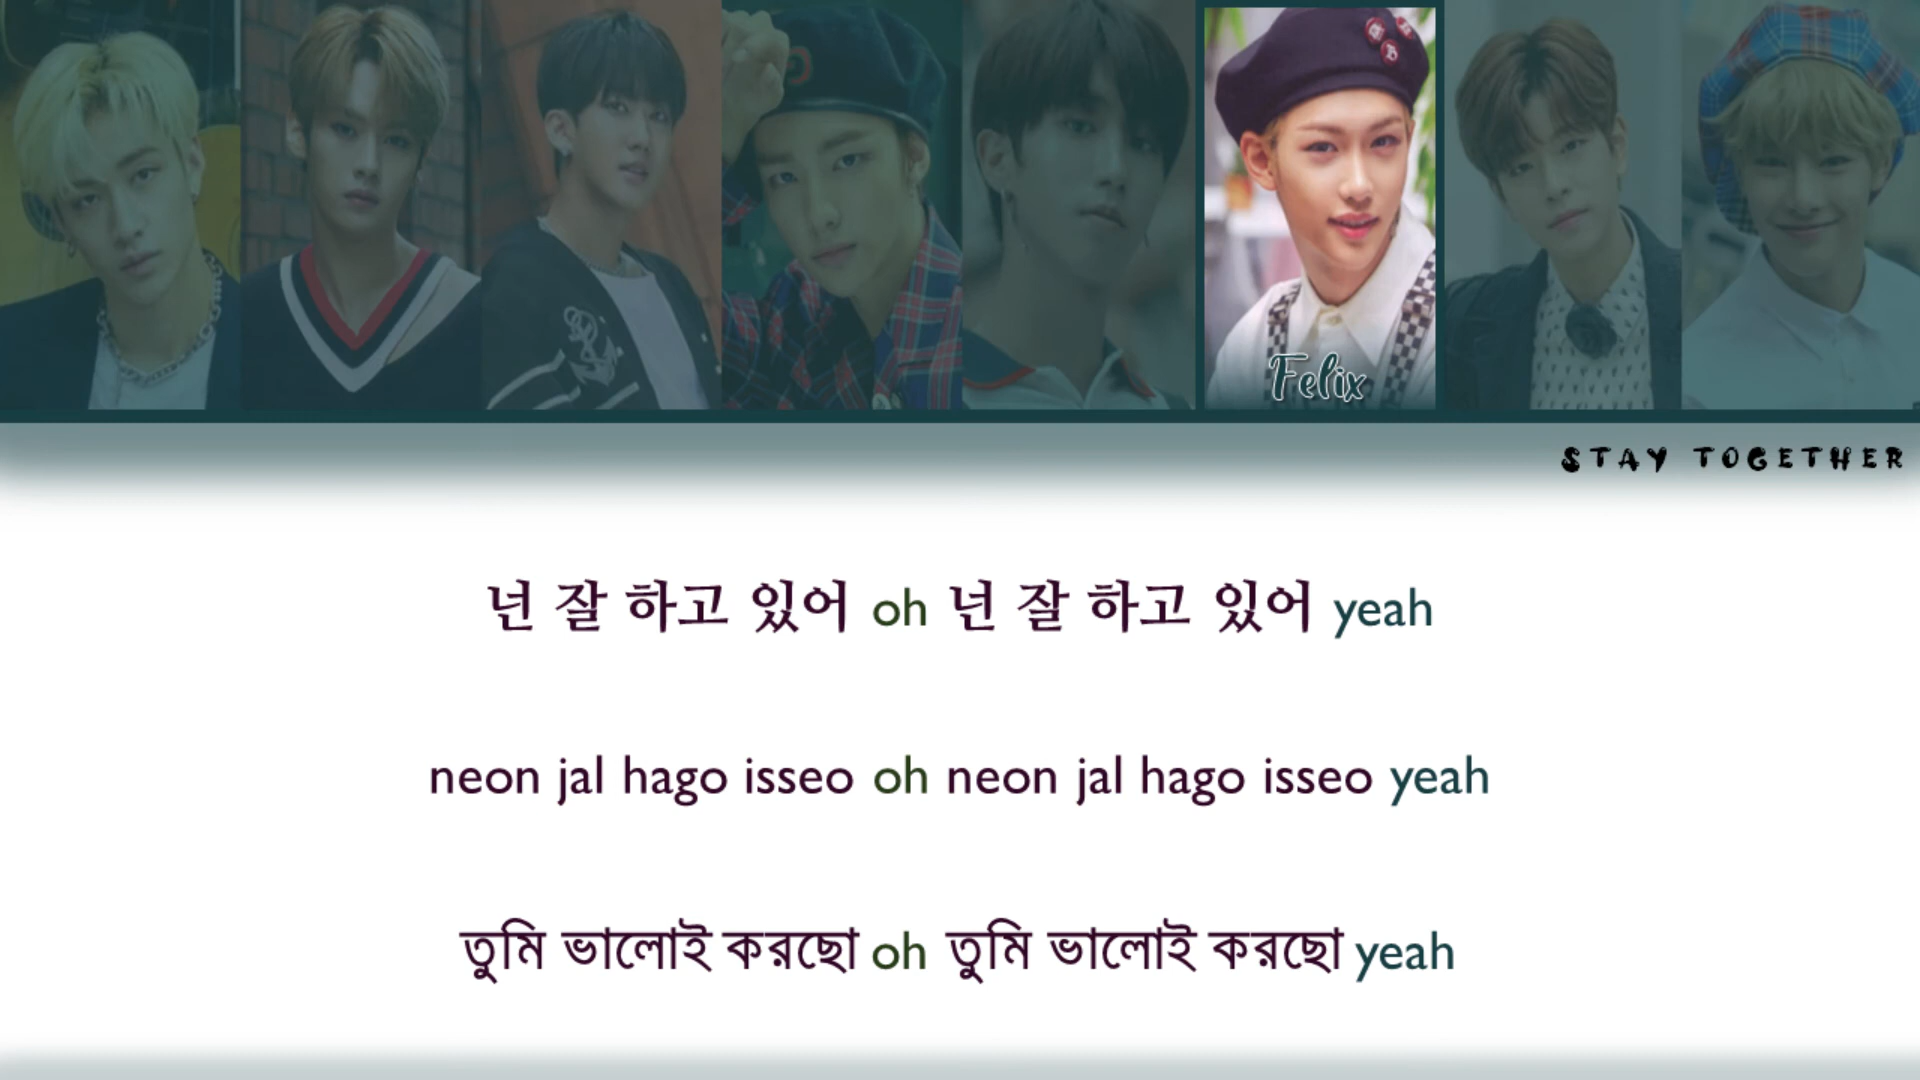 Felix
STAY TOGETHER
넌 잘 하고 있어 oh 넌 잘 하고 있어 yeah
neon jal hago isseo oh neon jal hago isseo yeah
তুমি ভালোই করছো oh তুমি ভালোই করছো yeah